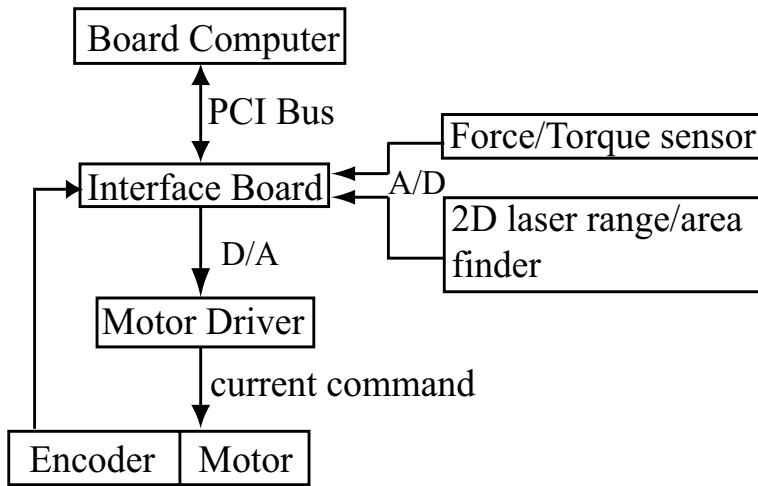 Board Computer
PCI Bus
Force/Torque sensor
Interface Board
A/D
2D laser range/area
finder
D/A
Motor Driver
current command
Encoder
Motor